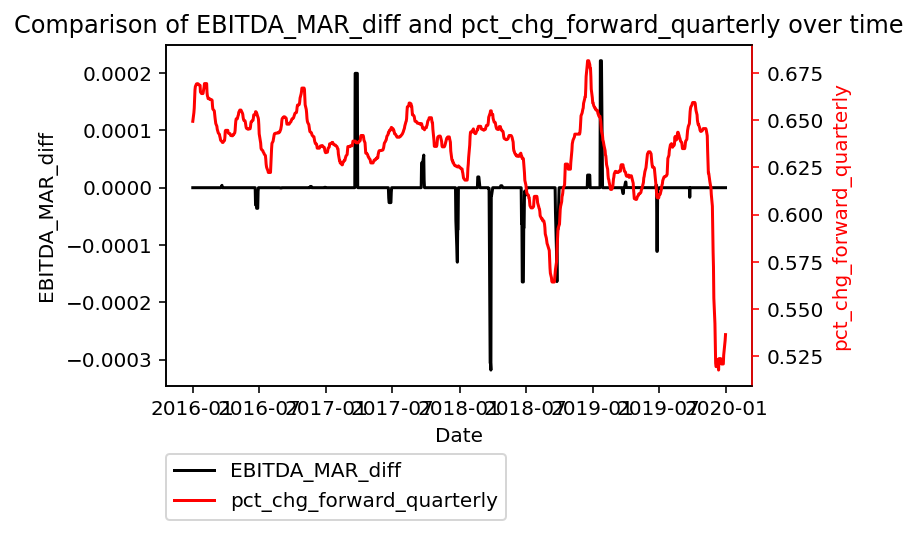 Comparison of EBITDA_MAR_diff and pct_chg_forward_quarterly over time
0.0002
0.0001
0.0000
−0.0001
−0.0002
−0.0003
EBITDA_MAR_diff
0.675
0.650
0.625
0.600
0.575
0.550
0.525
pct_chg_forward_quarterly
2016-01 2016-07 2017-01 2017-07 2018-01 2018-07 2019-01 2019-07 2020-01
Date
EBITDA_MAR_diff
pct_chg_forward_quarterly